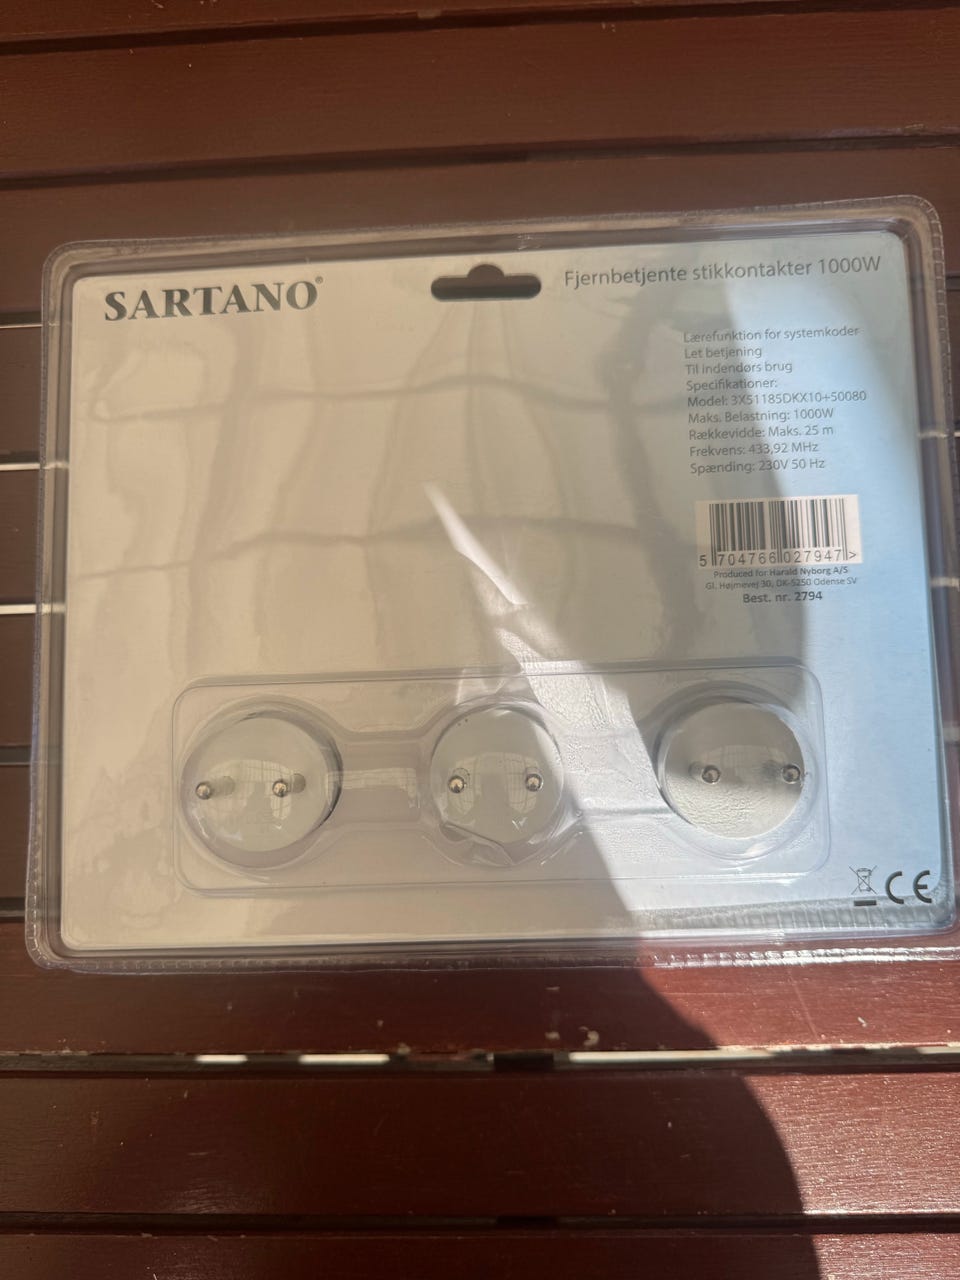 SARTANO®
Fjernbetjente stikkontakter 1000W
Lærefunktion for systemkoder
Let betjening
Til indendørs brug
Specifikationer:
Model: 3X51185DKX10+50080
Maks. Belastning: 1000W
Rækkevidde: Maks. 25 m
Frekvens: 433,92 MHz
Spænding: 230V 50 Hz
5 704766 027947 >
Produced for Harald Nyborg A/S
Gl. Højmevej 30, DK-5250 Odense SV
Best. nr. 2794
CE